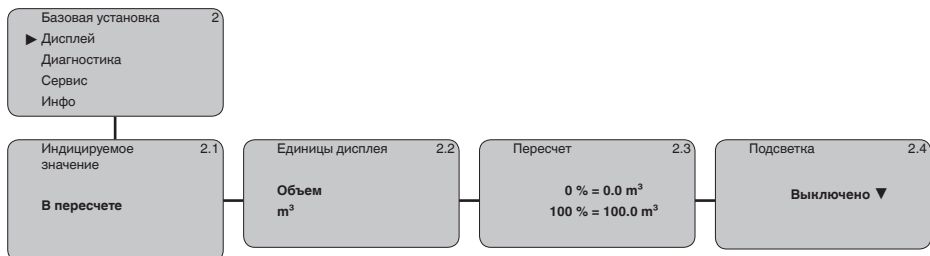 Базовая установка 2
▶ Дисплей
Диагностика
Сервис
Инфо
Индицируемое значение 2.1
В пересчете
Единицы дисплея 2.2
Объем
m³
Пересчет 2.3
0 % = 0.0 m³
100 % = 100.0 m³
Подсветка 2.4
Выключено ▼